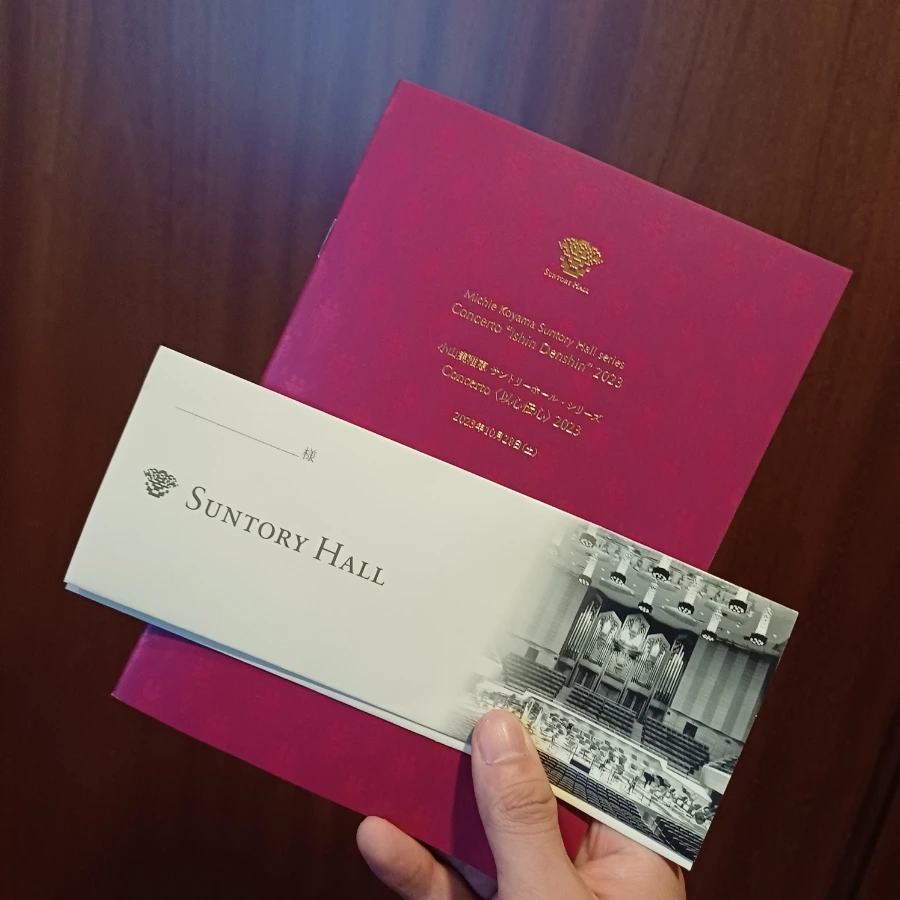 SUNTORY HALL
Michie Koyama Suntory Hall series
Concerto "Ishin Denshin" 2023
小山実稚恵 サントリーホール・シリーズ
Concerto〈以心伝心〉2023
2023年10月28日(土)
様
SUNTORY HALL